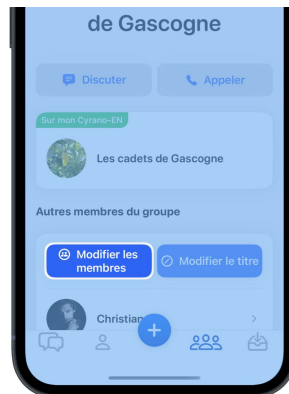 de Gascogne
Discuter
Appeler
Sur mon Cyrano-EN
Les cadets de Gascogne
Autres membres du groupe
Modifier les
membres
Modifier le titre
Christian